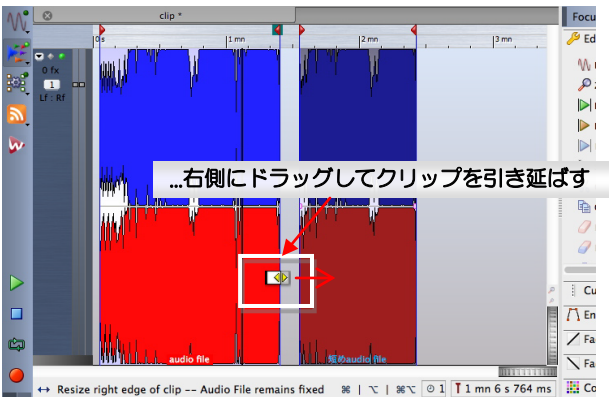 clip *
Focu
0s
1 mn
2 mn
3 mn
Ed
0 fx
1
Lf : Rf
...右側にドラッグしてクリップを引き延ばす
Cu
En
audio file
短めaudio file
Fa
Fa
Resize right edge of clip -- Audio File remains fixed
⌘ | ⌥ | ⌘⌥
1
1 mn 6 s 764 ms
Co